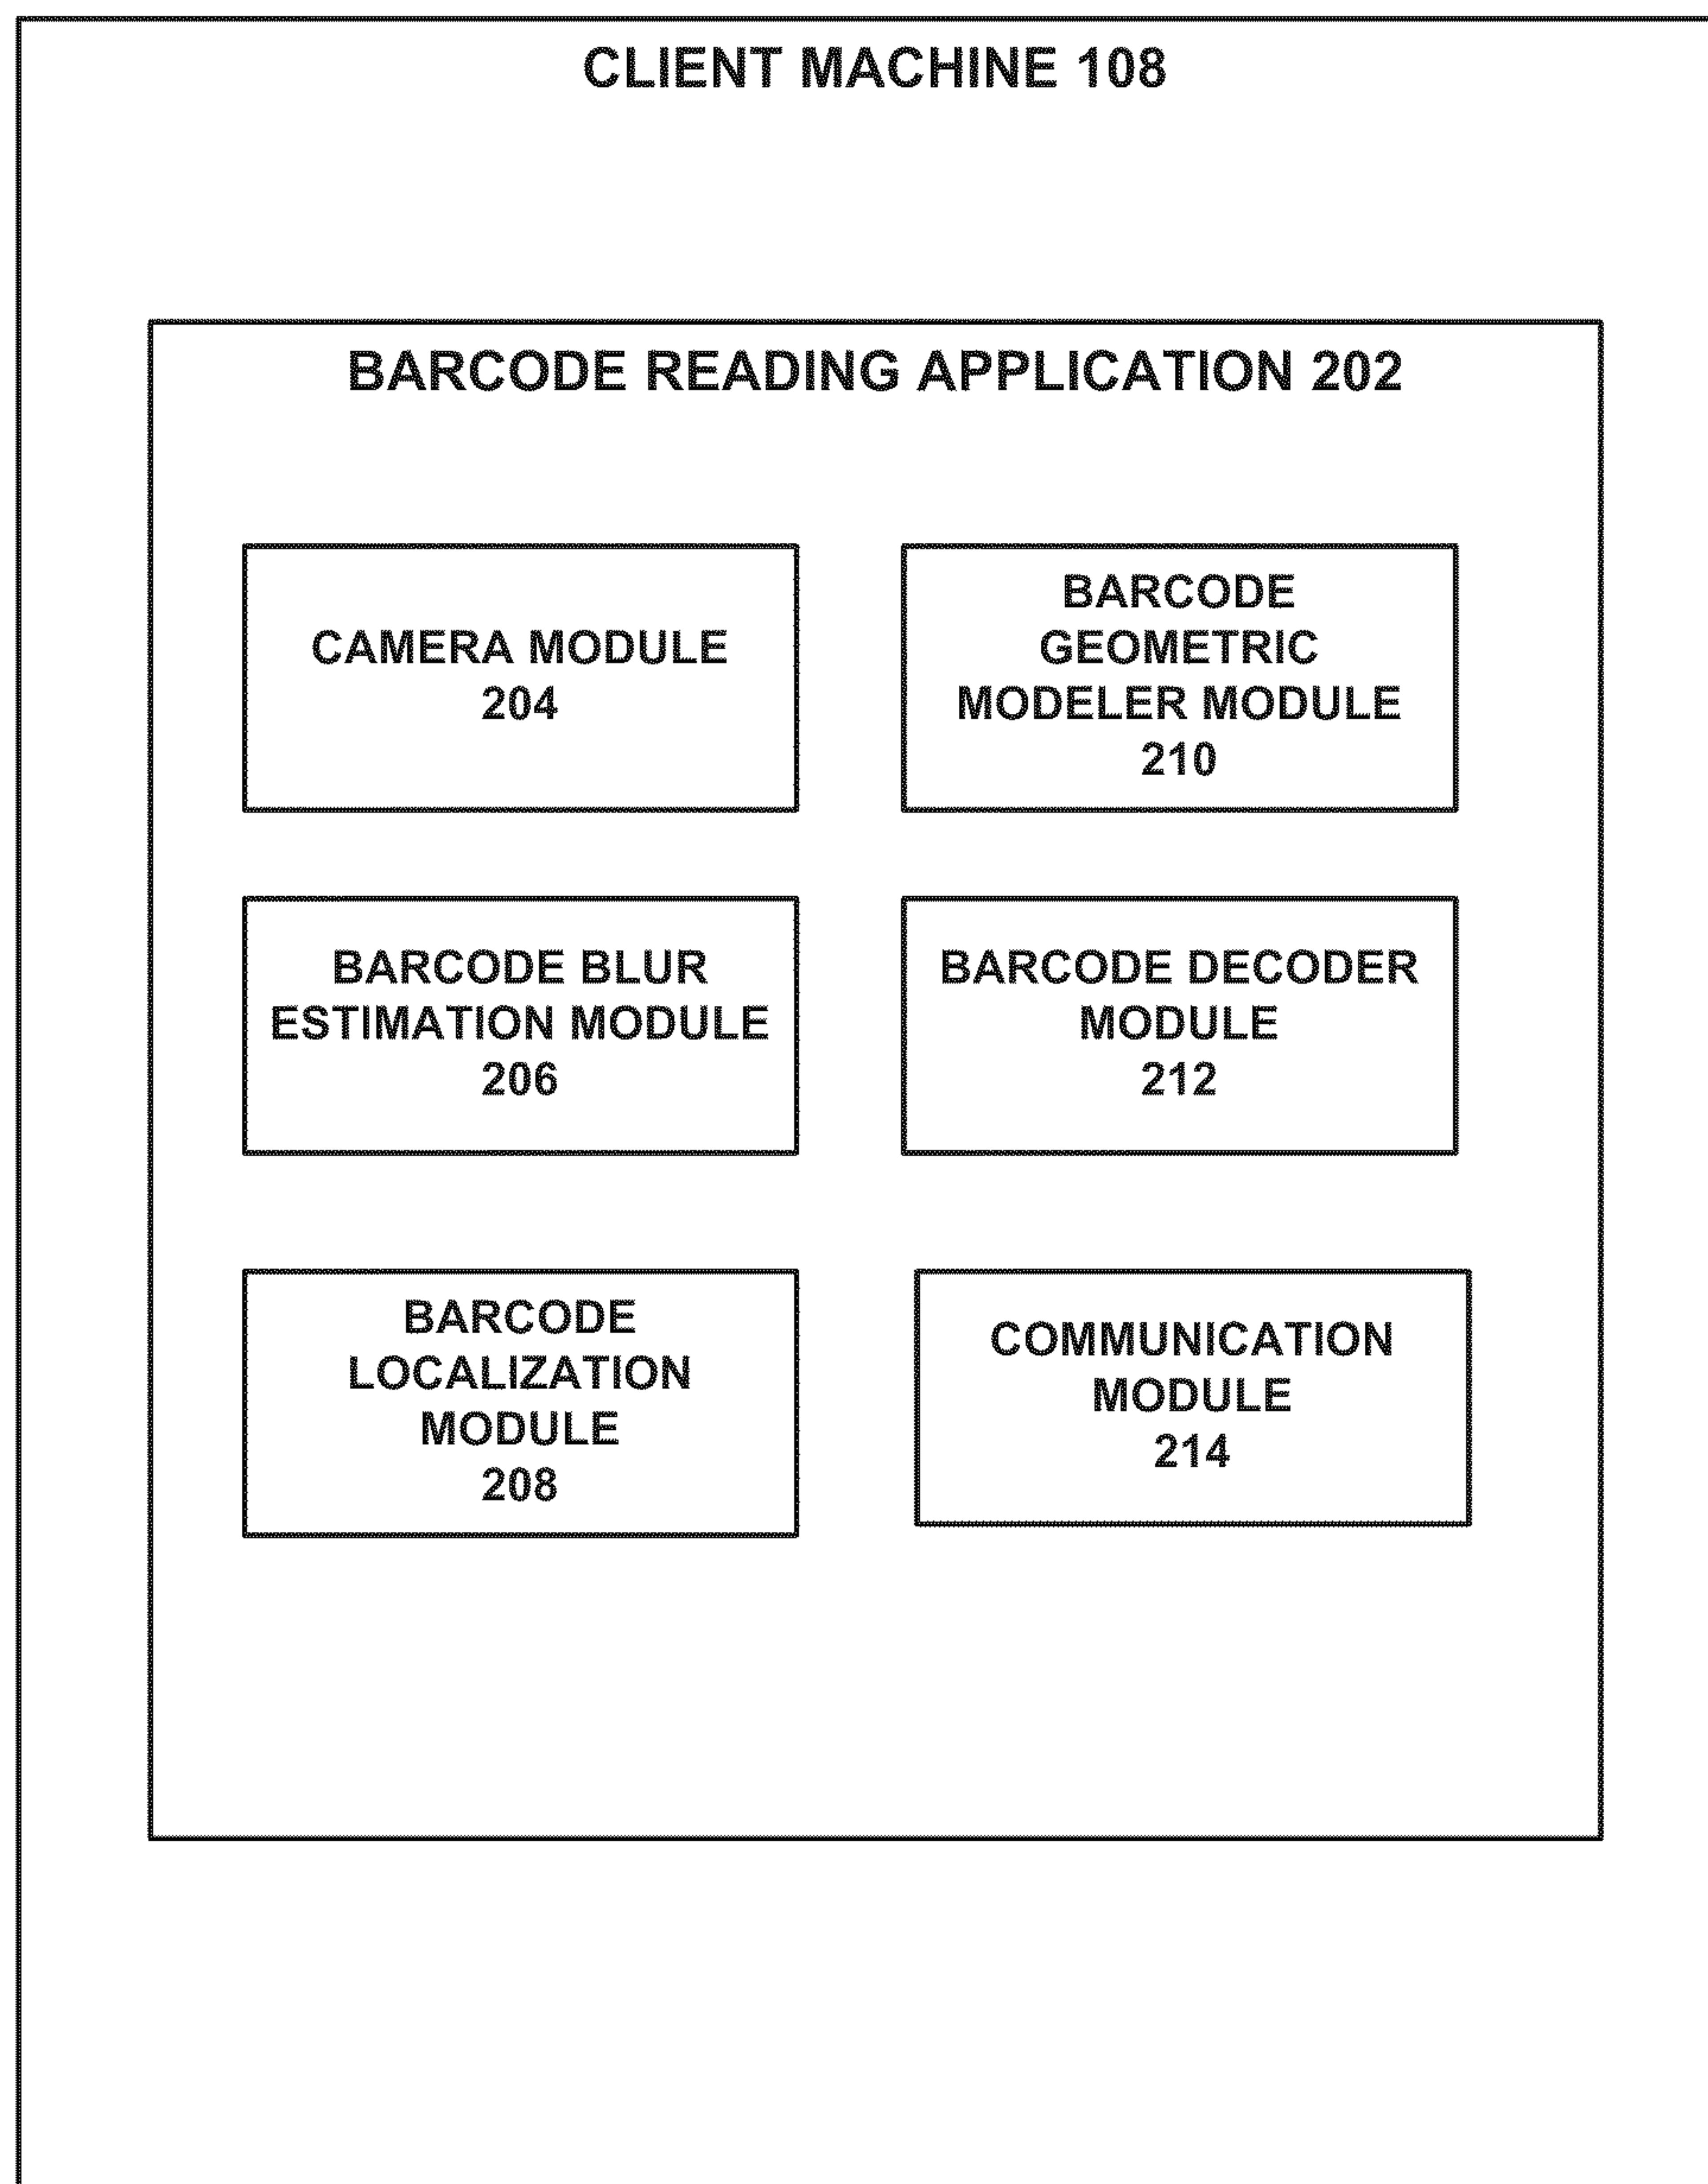 CLIENT MACHINE 108
BARCODE READING APPLICATION 202
CAMERA MODULE
204
BARCODE
GEOMETRIC
MODELER MODULE
210
BARCODE BLUR
ESTIMATION MODULE
206
BARCODE DECODER
MODULE
212
BARCODE
LOCALIZATION
MODULE
208
COMMUNICATION
MODULE
214